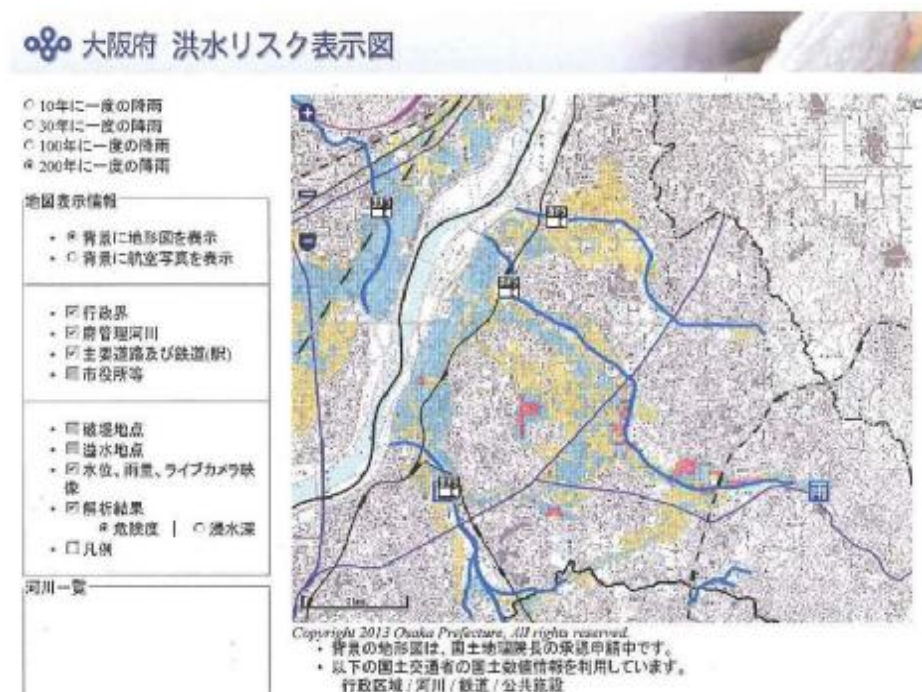 大阪府 洪水リスク表示図
10年に一度の降雨
30年に一度の降雨
100年に一度の降雨
200年に一度の降雨
地図表示情報
背景に地形図を表示
背景に航空写真を表示
行政界
府管理河川
主要道路及び鉄道(駅)
市役所等
破堤地点
溢水地点
水位、雨量、ライブカメラ映
像
解析結果
危険度 | 浸水深
凡例
河川一覧
Copyright 2013 Osaka Prefecture, All rights reserved.
背景の地形図は、国土地理院長の承認申請中です。
以下の国土交通省の国土数値情報を利用しています。
行政区域 / 河川 / 鉄道 / 公共施設